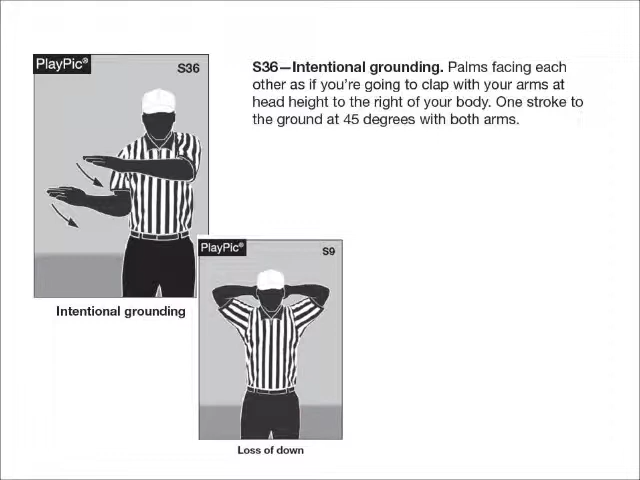 PlayPic®
S36
S36—Intentional grounding. Palms facing each
other as if you're going to clap with your arms at
head height to the right of your body. One stroke to
the ground at 45 degrees with both arms.
Intentional grounding
PlayPic®
S9
Loss of down